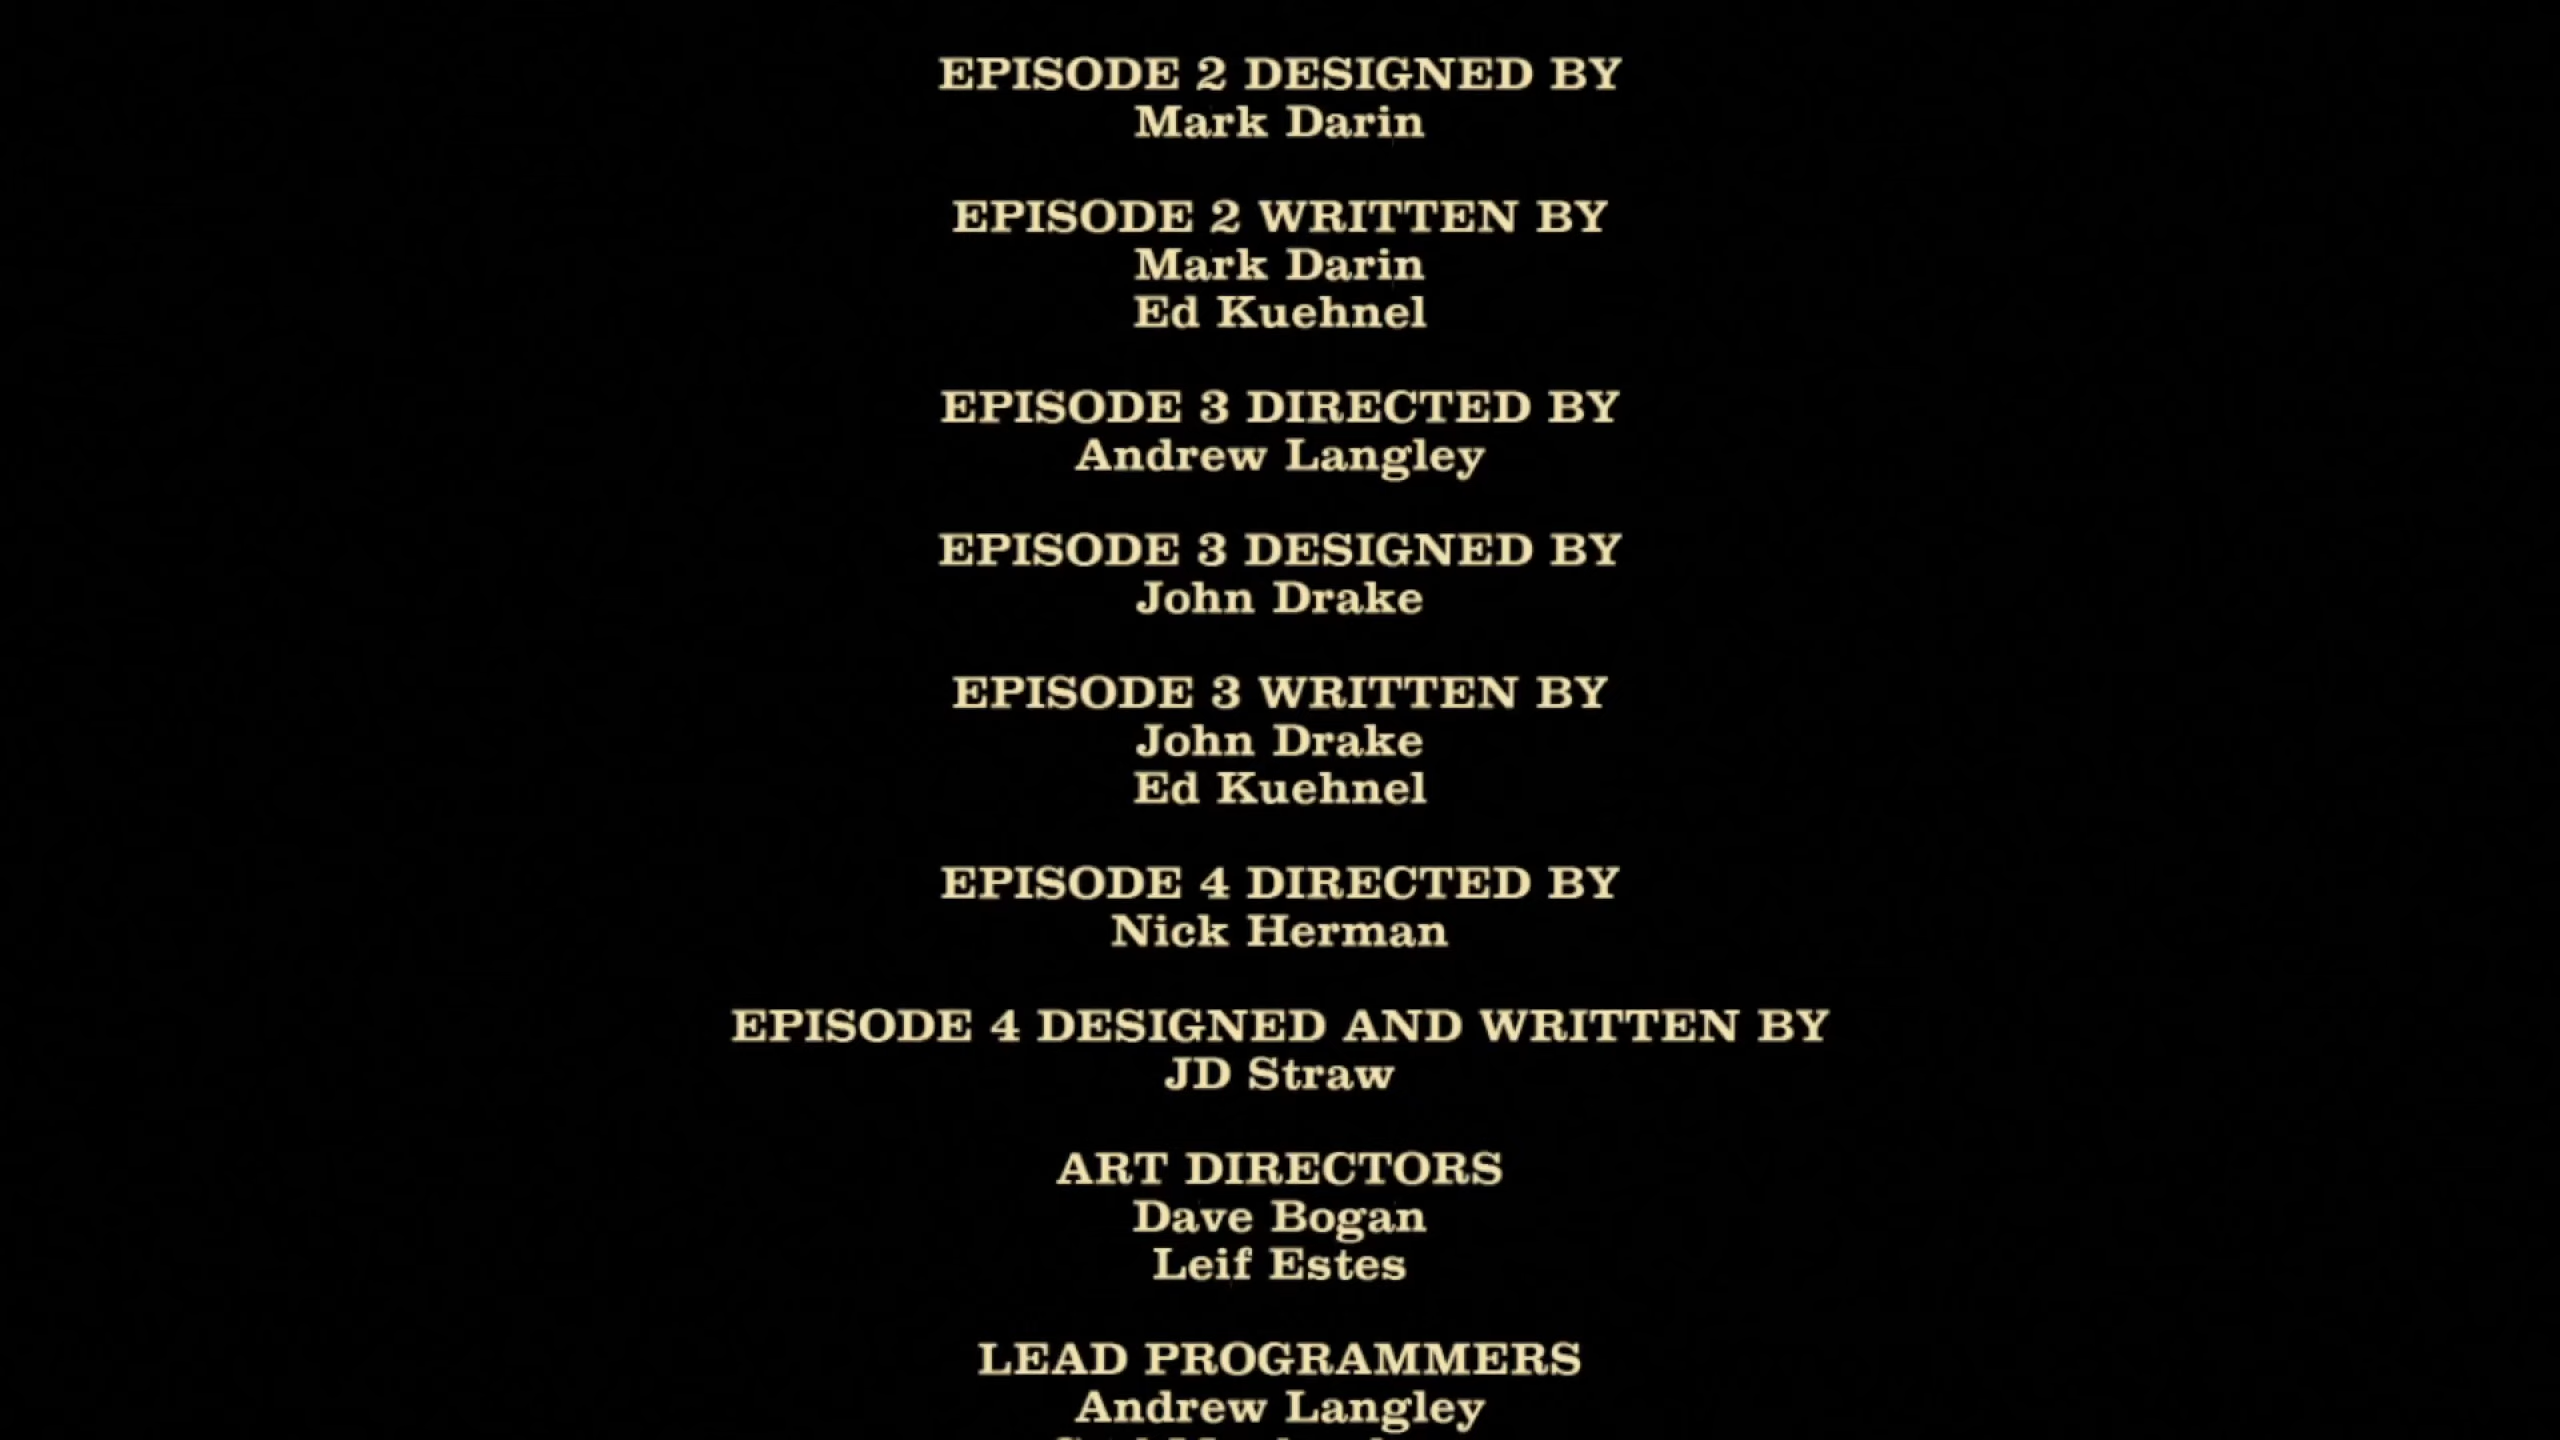 EPISODE 2 DESIGNED BY
Mark Darin
EPISODE 2 WRITTEN BY
Mark Darin
Ed Kuehnel
EPISODE 3 DIRECTED BY
Andrew Langley
EPISODE 3 DESIGNED BY
John Drake
EPISODE 3 WRITTEN BY
John Drake
Ed Kuehnel
EPISODE 4 DIRECTED BY
Nick Herman
EPISODE 4 DESIGNED AND WRITTEN BY
JD Straw
ART DIRECTORS
Dave Bogan
Leif Estes
LEAD PROGRAMMERS
Andrew Langley